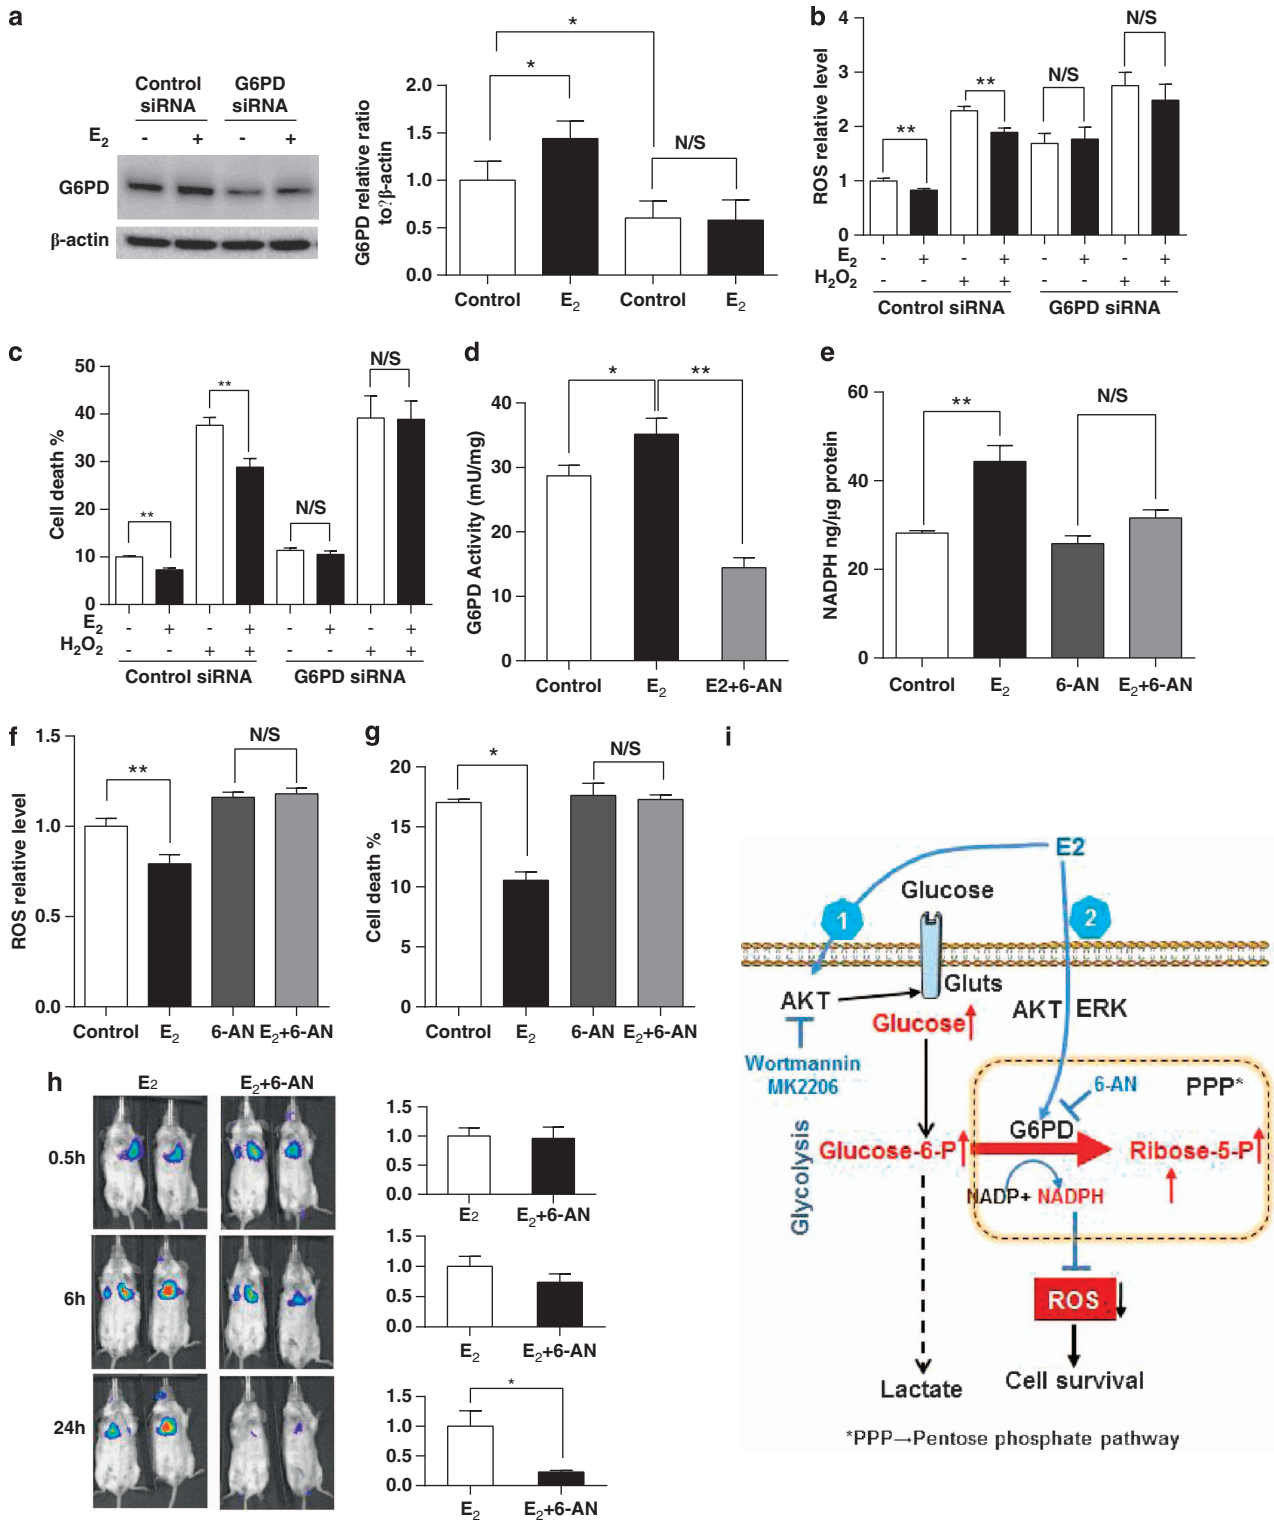 a
Control siRNA
G6PD siRNA
E2 - + - +
G6PD
β-actin
G6PD relative ratio
to?β-actin
2.0
1.5
1.0
0.5
0.0
*
*
N/S
Control E2 Control E2
b
ROS relative level
4
3
2
1
0
**
**
N/S
N/S
E2 - + - + - + - +
H2O2 - - + + - - + +
Control siRNA G6PD siRNA
c
Cell death %
50
40
30
20
10
0
**
**
N/S
N/S
E2 - + - + - + - +
H2O2 - - + + - - + +
Control siRNA G6PD siRNA
d
G6PD Activity (mU/mg)
40
30
20
10
0
* **
Control E2 E2+6-AN
e
NADPH ng/μg protein
60
40
20
0
**
N/S
Control E2 6-AN E2+6-AN
f
ROS relative level
1.5
1.0
0.5
0.0
**
N/S
Control E2 6-AN E2+6-AN
g
Cell death %
20
15
10
5
0
*
N/S
Control E2 6-AN E2+6-AN
h
E2 E2+6-AN
0.5h
1.5
1.0
0.5
0.0
E2 E2+6-AN
6h
1.5
1.0
0.5
0.0
E2 E2+6-AN
24h
1.5
1.0
0.5
0.0
*
E2 E2+6-AN
i
E2
Glucose
1
2
Gluts
AKT
AKT ERK
Glucose
Wortmannin
MK2206
6-AN
PPP*
G6PD
Glycolysis
Glucose-6-P
Ribose-5-P
NADP+ NADPH
ROS
Cell survival
Lactate
*PPP→Pentose phosphate pathway